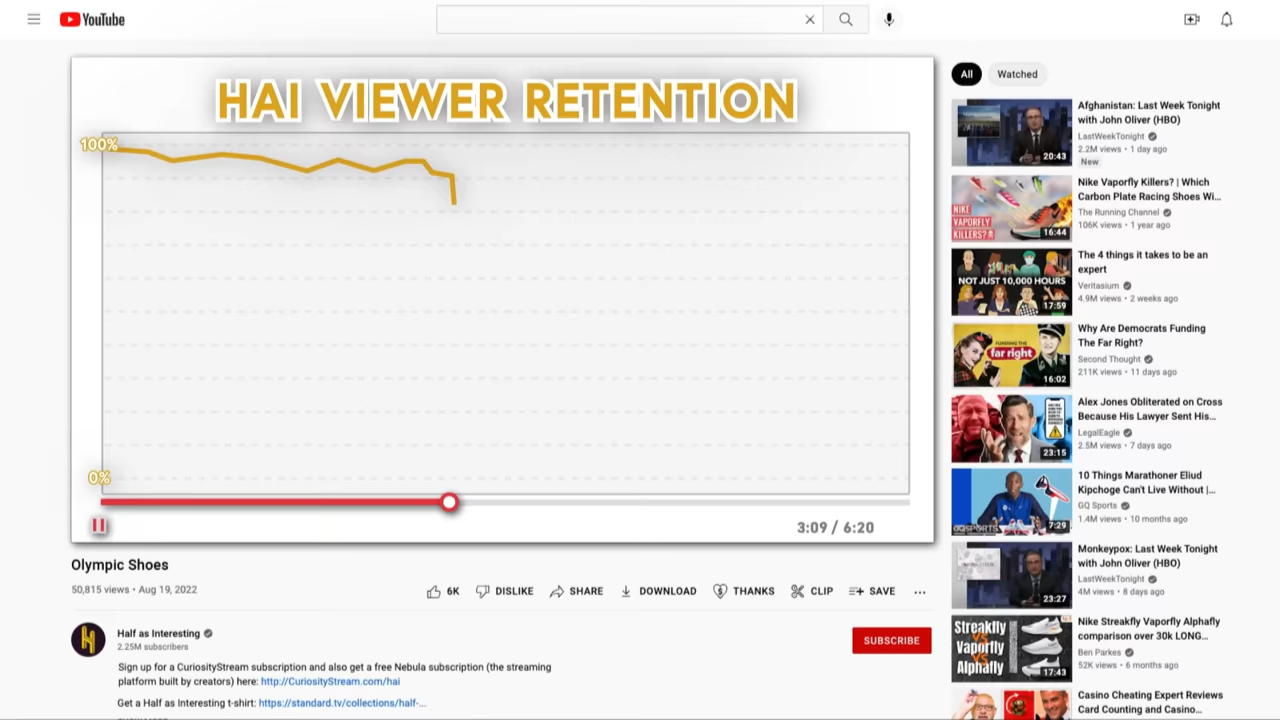 YouTube
HAI VIEWER RETENTION
100%
0%
3:09 / 6:20
Olympic Shoes
50,815 views • Aug 19, 2022
6K
DISLIKE
SHARE
DOWNLOAD
THANKS
CLIP
SAVE
Half as Interesting
2.25M subscribers
SUBSCRIBE
Sign up for a CuriosityStream subscription and also get a free Nebula subscription (the streaming
platform built by creators) here: http://CuriosityStream.com/hai
Get a Half as Interesting t-shirt: https://standard.tv/collections/half-...
All
Watched
20:43
Afghanistan: Last Week Tonight
with John Oliver (HBO)
LastWeekTonight
2.2M views • 1 day ago
New
NIKE
VAPORFLY
KILLERS?
16:44
Nike Vaporfly Killers? | Which
Carbon Plate Racing Shoes Wi...
The Running Channel
106K views • 1 year ago
NOT JUST 10,000 HOURS
17:59
The 4 things it takes to be an
expert
Veritasium
4.9M views • 2 weeks ago
FUNDING THE
far right
16:02
Why Are Democrats Funding
The Far Right?
Second Thought
211K views • 11 days ago
23:15
Alex Jones Obliterated on Cross
Because His Lawyer Sent His...
LegalEagle
2.5M views • 7 days ago
GQSPORTS
7:29
10 Things Marathoner Eliud
Kipchoge Can't Live Without |...
GQ Sports
1.4M views • 10 months ago
23:27
Monkeypox: Last Week Tonight
with John Oliver (HBO)
LastWeekTonight
4M views • 8 days ago
Streakfly
VS
Vaporfly
VS
Alphafly
17:43
Nike Streakfly Vaporfly Alphafly
comparison over 30k LONG...
Ben Parkes
52K views • 6 months ago
Casino Cheating Expert Reviews
Card Counting and Casino...